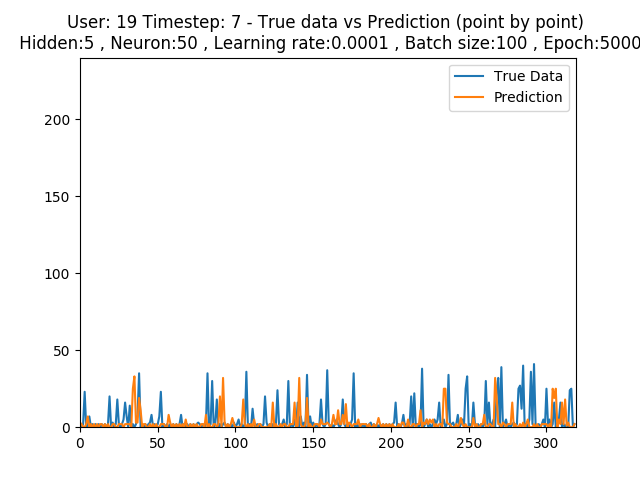 User: 19 Timestep: 7 - True data vs Prediction (point by point)
Hidden:5 , Neuron:50 , Learning rate:0.0001 , Batch size:100 , Epoch:5000
True Data
Prediction
200
150
100
50
0
0 50 100 150 200 250 300